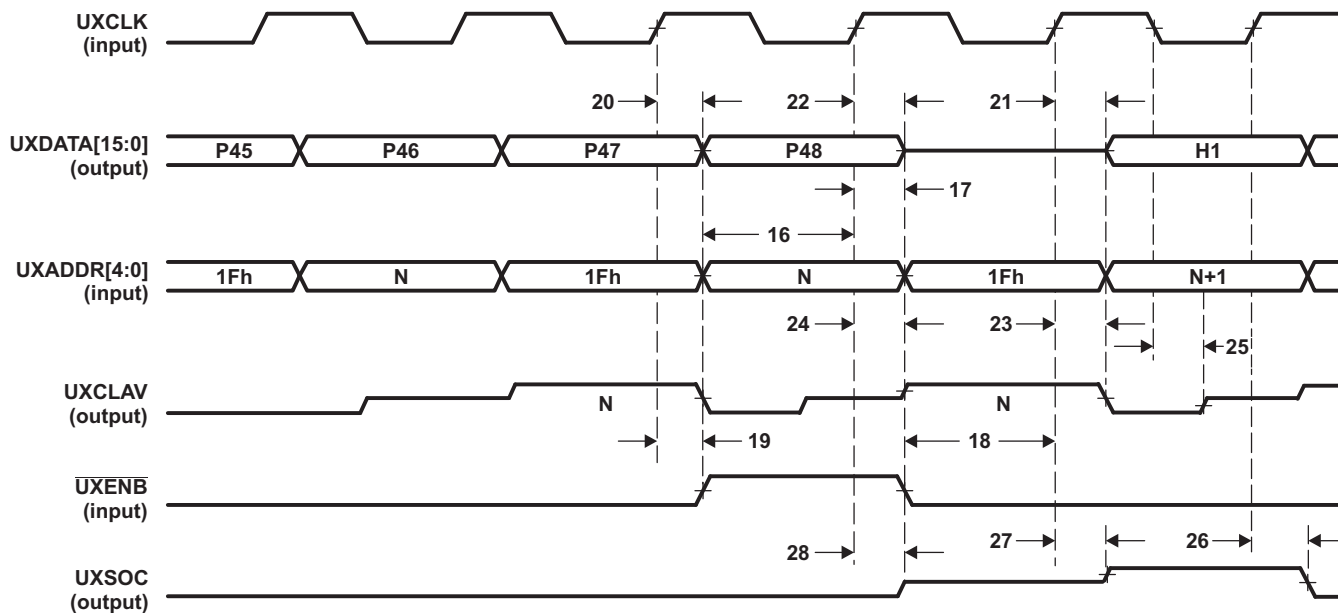 UXCLK
(input)
20
22
21
UXDATA[15:0]
(output)
P45
P46
P47
P48
H1
17
16
UXADDR[4:0]
(input)
1Fh
N
1Fh
N
1Fh
N+1
24
23
25
UXCLAV
(output)
N
N
19
18
UXENB
(input)
28
27
26
UXSOC
(output)